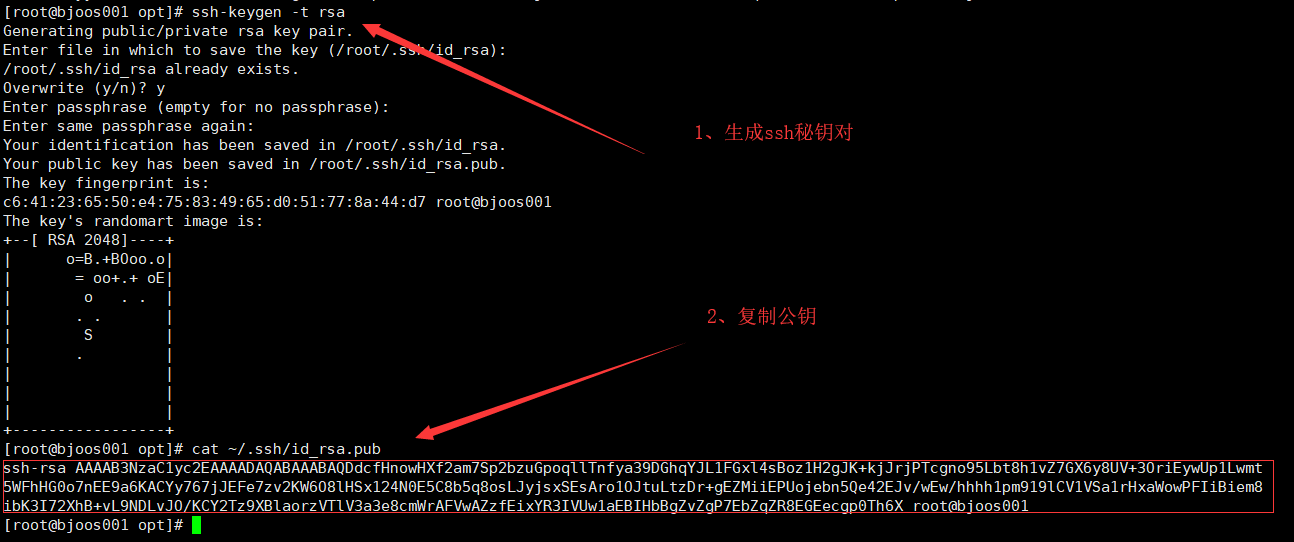 [root@bjoos001 opt]# ssh-keygen -t rsa
Generating public/private rsa key pair.
Enter file in which to save the key (/root/.ssh/id_rsa):
/root/.ssh/id_rsa already exists.
Overwrite (y/n)? y
Enter passphrase (empty for no passphrase):
Enter same passphrase again:
1、生成ssh秘钥对
Your identification has been saved in /root/.ssh/id_rsa.
Your public key has been saved in /root/.ssh/id_rsa.pub.
The key fingerprint is:
c6:41:23:65:50:e4:75:83:49:65:d0:51:77:8a:44:d7 root@bjoos001
The key's randomart image is:
+--[ RSA 2048]----+
|      o=B.+BOoo.o|
|       = oo+.+ oE|
|        o   . .  |
|       . .       |
2、复制公钥
|        S        |
|       .         |
|                 |
|                 |
|                 |
+-----------------+
[root@bjoos001 opt]# cat ~/.ssh/id_rsa.pub
ssh-rsa AAAAB3NzaC1yc2EAAAADAQABAAABAQDdcfHnowHXf2am7Sp2bzuGpoqllTnfya39DGhqYJL1FGxl4sBoz1H2gJK+kjJrjPTcgno95Lbt8h1vZ7GX6y8UV+3OriEywUp1Lwmt
5WFhHG0o7nEE9a6KACYy767jJEFe7zv2KW6O8lHSx124N0E5C8b5q8osLJyjsxSEsAro1OJtuLtzDr+gEZMiiEPUojebn5Qe42EJv/wEw/hhhh1pm919lCV1VSa1rHxaWowPFIiBiem8
ibK3I72XhB+vL9NDLvJO/KCY2Tz9XBlaorzVTlV3a3e8cmWrAFVwAZzfEixYR3IVUw1aEBIHbBgZvZgP7EbZqZR8EGEecgp0Th6X root@bjoos001
[root@bjoos001 opt]#